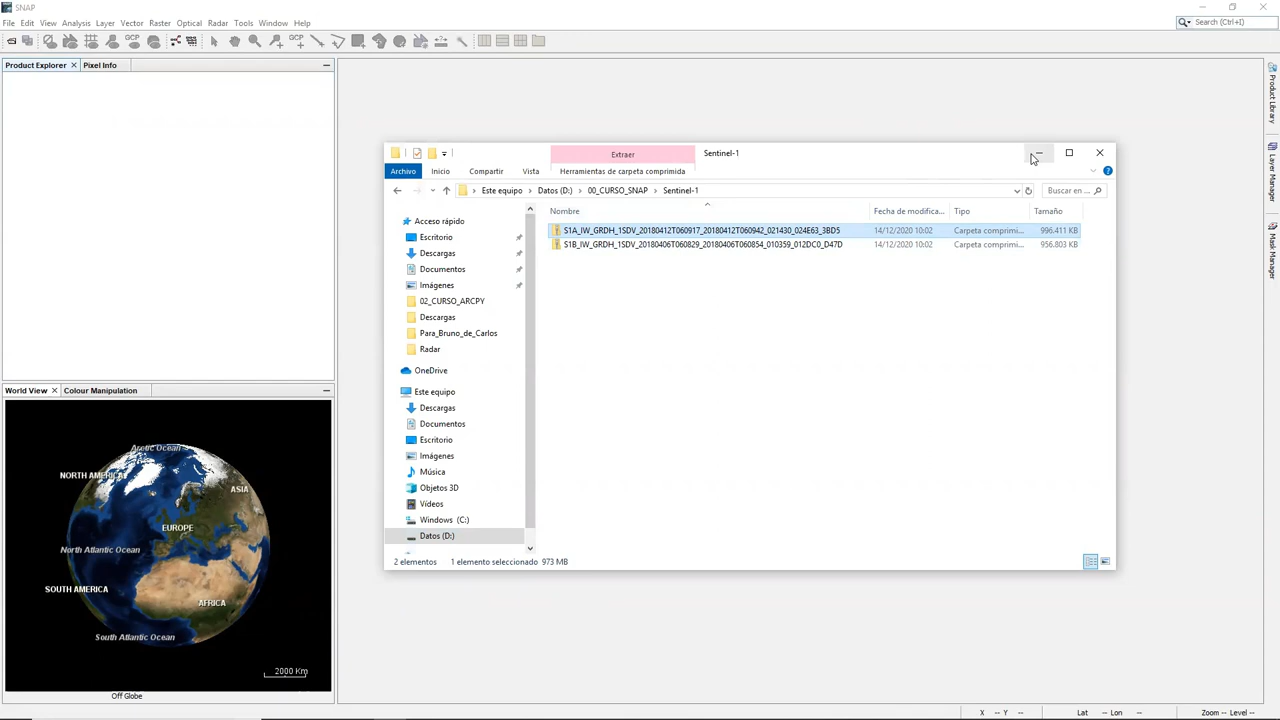 SNAP
File Edit View Analysis Layer Vector Raster Optical Radar Tools Window Help
Search (Ctrl+I)
GCP GCP
Product Explorer Pixel Info
Product Library
Layer Manager
Mask Manager
Extraer Sentinel-1
Archivo Inicio Compartir Vista Herramientas de carpeta comprimida
Este equipo Datos (D:) 00_CURSO_SNAP Sentinel-1 Buscar en ...
Nombre Fecha de modifica... Tipo Tamaño
S1A_IW_GRDH_1SDV_20180412T060917_20180412T060942_021430_024E63_3BD5 14/12/2020 10:02 Carpeta comprimi... 996.411 KB
S1B_IW_GRDH_1SDV_20180406T060829_20180406T060854_010359_012DC0_D47D 14/12/2020 10:02 Carpeta comprimi... 956.803 KB
Acceso rápido
Escritorio
Descargas
Documentos
Imágenes
02_CURSO_ARCPY
Descargas
Para_Bruno_de_Carlos
Radar
OneDrive
Este equipo
Descargas
Documentos
Escritorio
Imágenes
Música
Objetos 3D
Vídeos
Windows (C:)
Datos (D:)
2 elementos 1 elemento seleccionado 973 MB
World View Colour Manipulation
Arctic Ocean
NORTH AMERICA
ASIA
EUROPE
North Atlantic Ocean
SOUTH AMERICA
AFRICA
South Atlantic Ocean
2000 Km
Off Globe
X -- Y -- Lat -- Lon -- Zoom -- Level --